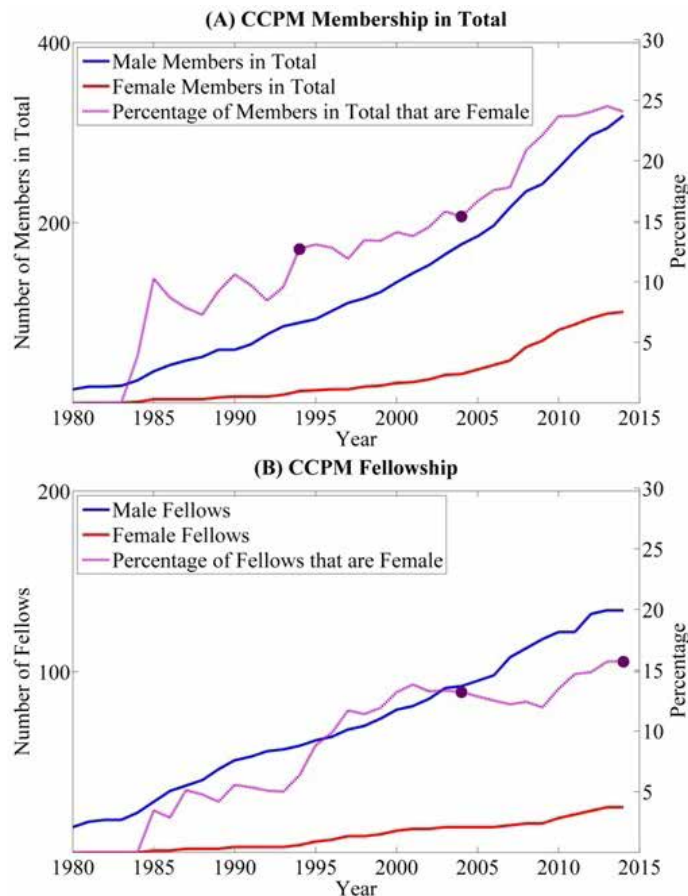 (A) CCPM Membership in Total
400
200
Number of Members in Total
Male Members in Total
Female Members in Total
Percentage of Members in Total that are Female
30
25
20
15
10
5
Percentage
1980 1985 1990 1995 2000 2005 2010 2015
Year
(B) CCPM Fellowship
200
100
Number of Fellows
Male Fellows
Female Fellows
Percentage of Fellows that are Female
30
25
20
15
10
5
Percentage
1980 1985 1990 1995 2000 2005 2010 2015
Year